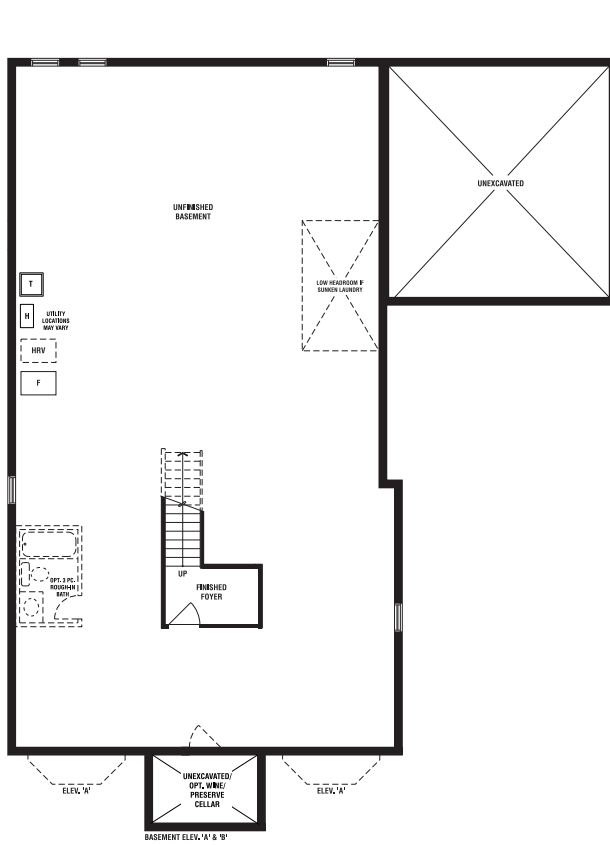 UNFINISHED
BASEMENT
UNEXCAVATED
LOW HEADROOM IF
SUNKEN LAUNDRY
T
H
UTILITY
LOCATIONS
MAY VARY
HRV
F
UP
FINISHED
FOYER
OPT. 3 PC.
ROUGH-IN
BATH
UNEXCAVATED/
OPT. WINE/
PRESERVE
CELLAR
ELEV. 'A'
ELEV. 'A'
BASEMENT ELEV. 'A' & 'B'